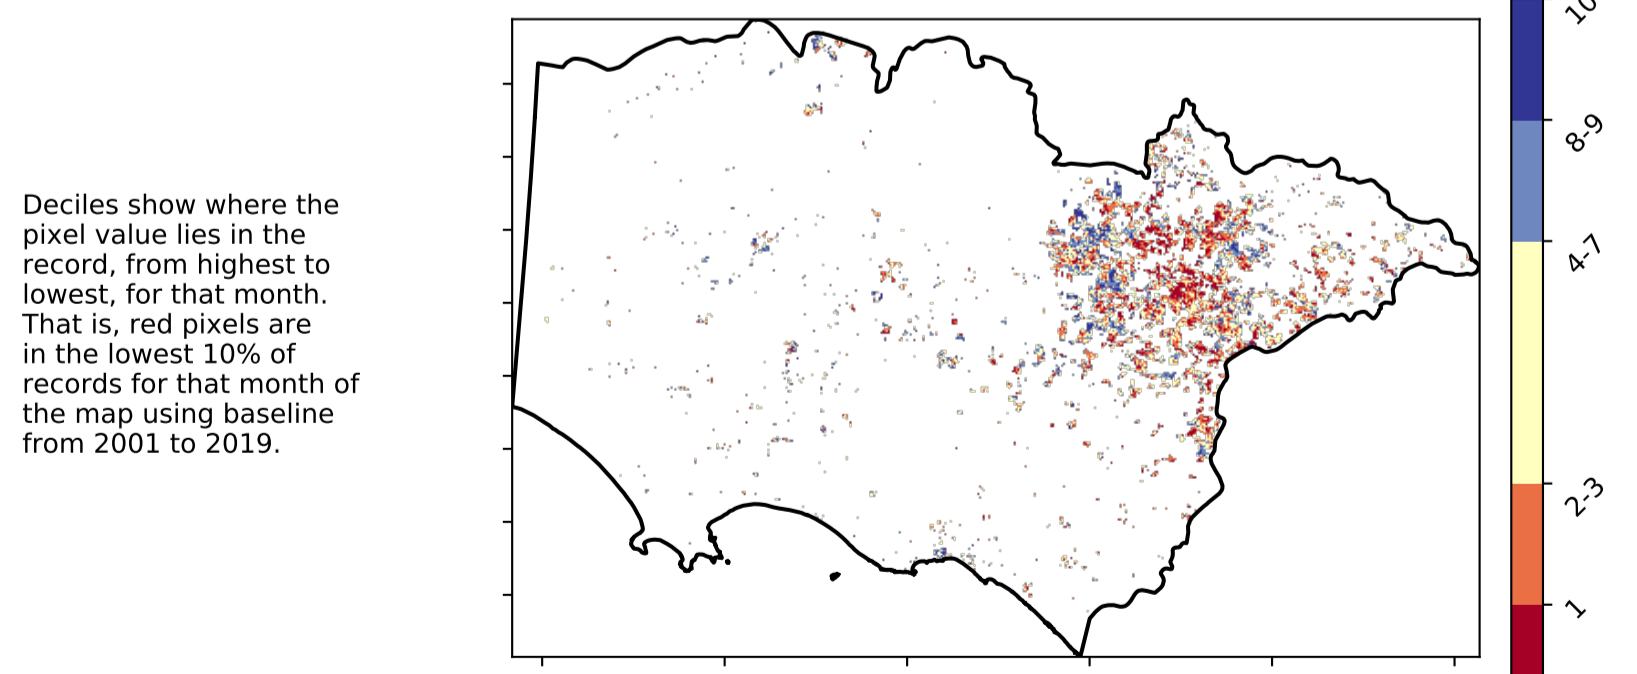 Deciles show where the
pixel value lies in the
record, from highest to
lowest, for that month.
That is, red pixels are
in the lowest 10% of
records for that month of
the map using baseline
from 2001 to 2019.
10
8-9
4-7
2-3
1